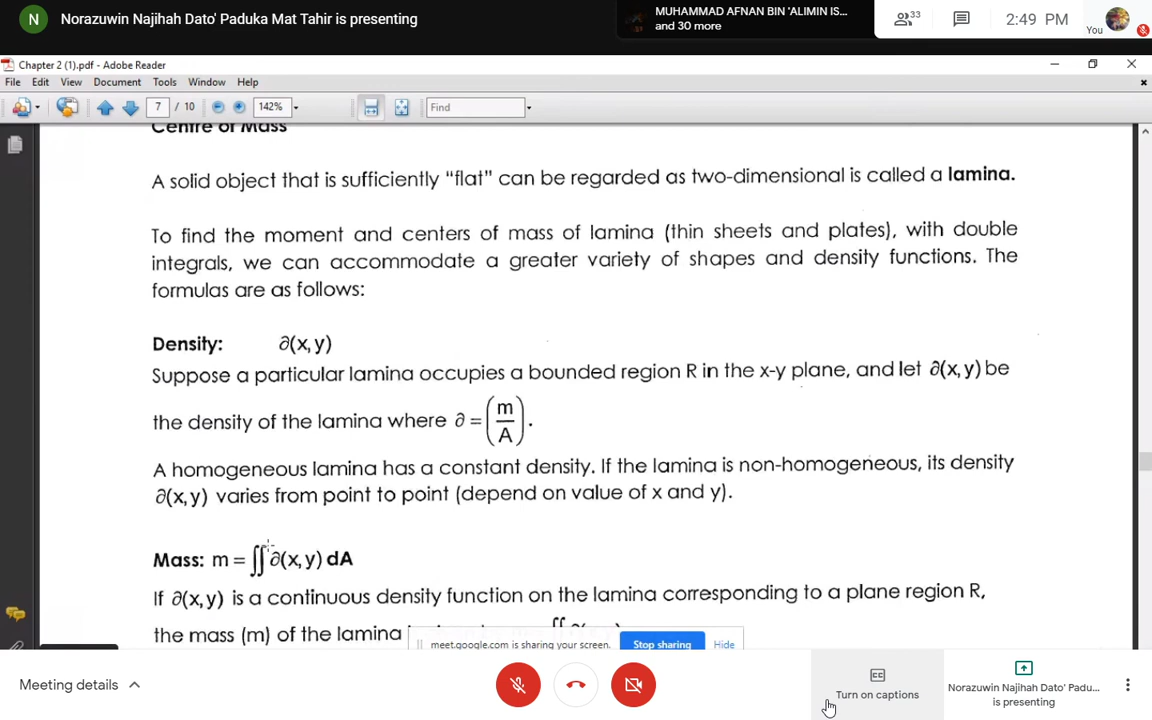 N Norazuwin Najihah Dato' Paduka Mat Tahir is presenting
MUHAMMAD AFNAN BIN 'ALIMIN IS...
and 30 more
33
2:49 PM
You
Chapter 2 (1).pdf - Adobe Reader
File Edit View Document Tools Window Help
7 / 10 142% Find
Centre of Mass
A solid object that is sufficiently “flat” can be regarded as two-dimensional is called a lamina.
To find the moment and centers of mass of lamina (thin sheets and plates), with double
integrals, we can accommodate a greater variety of shapes and density functions. The
formulas are as follows:
Density: ∂(x, y)
Suppose a particular lamina occupies a bounded region R in the x-y plane, and let ∂(x, y) be
the density of the lamina where ∂ = (m/A).
A homogeneous lamina has a constant density. If the lamina is non-homogeneous, its density
∂(x, y) varies from point to point (depend on value of x and y).
Mass: m = ∬ ∂(x, y) dA
If ∂(x, y) is a continuous density function on the lamina corresponding to a plane region R,
the mass (m) of the lamina
meet.google.com is sharing your screen. Stop sharing Hide
Meeting details
Turn on captions
Norazuwin Najihah Dato' Padu...
is presenting